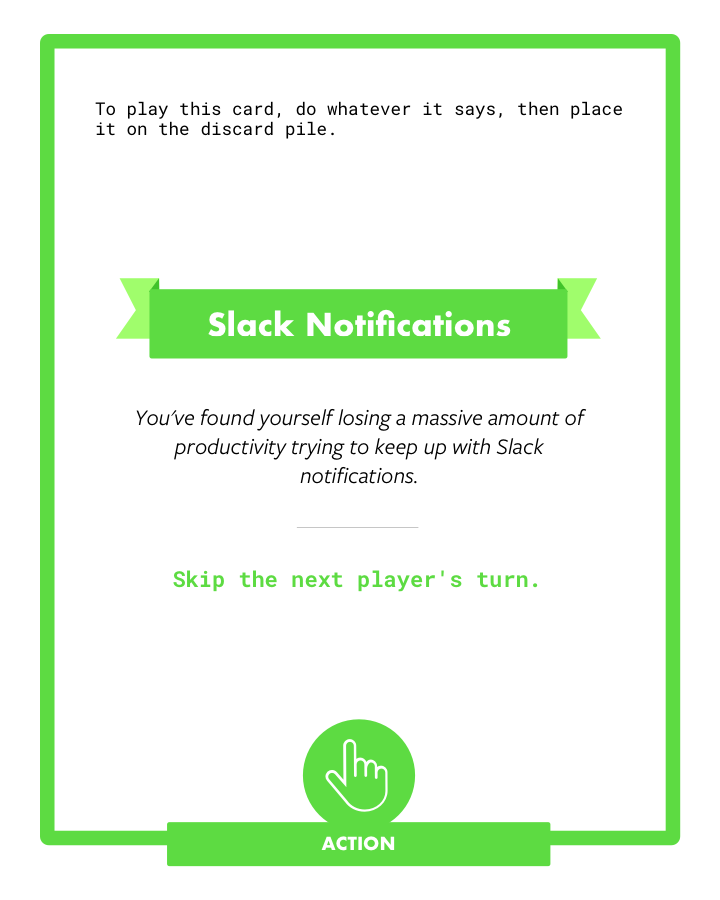 To play this card, do whatever it says, then place
it on the discard pile.
Slack Notifications
You've found yourself losing a massive amount of
productivity trying to keep up with Slack
notifications.
Skip the next player's turn.
ACTION